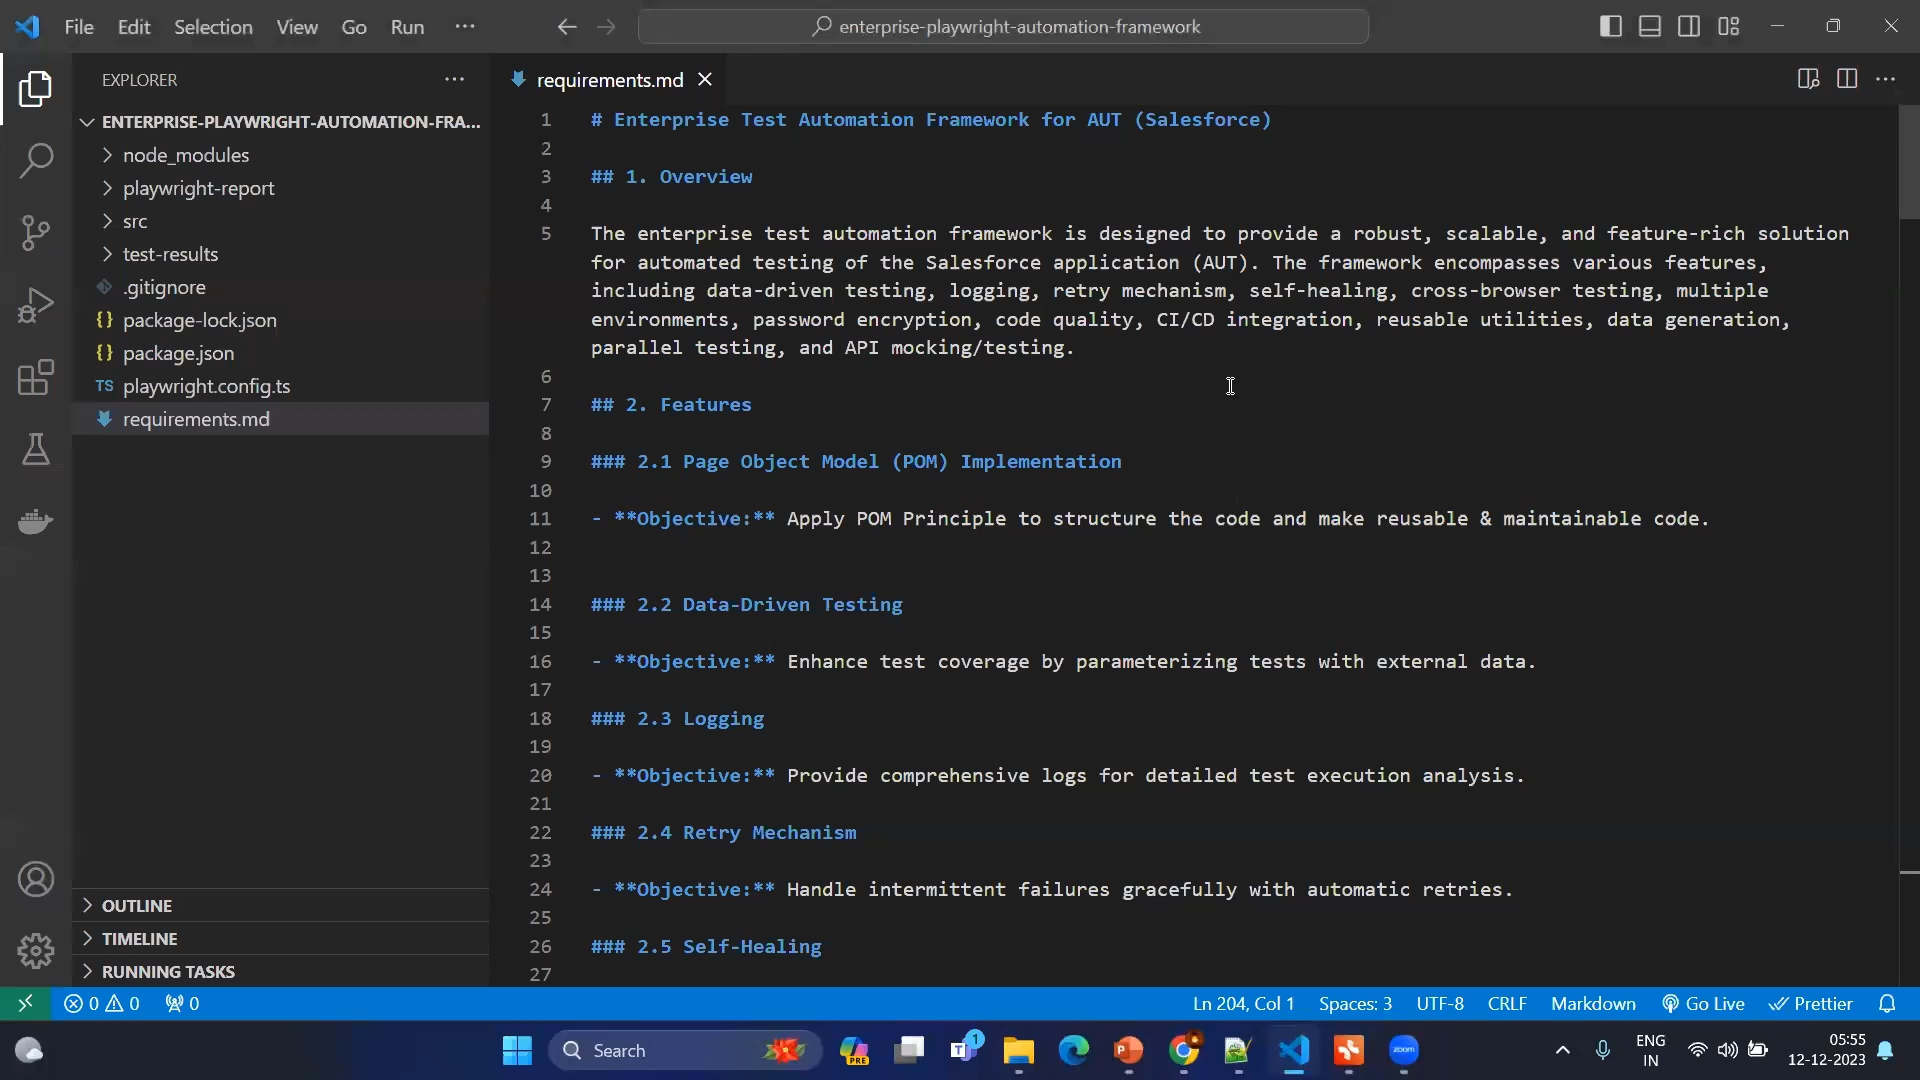 File Edit Selection View Go Run ···
enterprise-playwright-automation-framework
EXPLORER ···
ENTERPRISE-PLAYWRIGHT-AUTOMATION-FRA...
node_modules
playwright-report
src
test-results
.gitignore
{} package-lock.json
{} package.json
TS playwright.config.ts
requirements.md
OUTLINE
TIMELINE
RUNNING TASKS
requirements.md
1 # Enterprise Test Automation Framework for AUT (Salesforce)
2
3 ## 1. Overview
4
5 The enterprise test automation framework is designed to provide a robust, scalable, and feature-rich solution
for automated testing of the Salesforce application (AUT). The framework encompasses various features,
including data-driven testing, logging, retry mechanism, self-healing, cross-browser testing, multiple
environments, password encryption, code quality, CI/CD integration, reusable utilities, data generation,
parallel testing, and API mocking/testing.
6
7 ## 2. Features
8
9 ### 2.1 Page Object Model (POM) Implementation
10
11 - **Objective:** Apply POM Principle to structure the code and make reusable & maintainable code.
12
13
14 ### 2.2 Data-Driven Testing
15
16 - **Objective:** Enhance test coverage by parameterizing tests with external data.
17
18 ### 2.3 Logging
19
20 - **Objective:** Provide comprehensive logs for detailed test execution analysis.
21
22 ### 2.4 Retry Mechanism
23
24 - **Objective:** Handle intermittent failures gracefully with automatic retries.
25
26 ### 2.5 Self-Healing
27
0 0 0 Ln 204, Col 1 Spaces: 3 UTF-8 CRLF Markdown Go Live Prettier
Search PRE T 1 P zoom
ENG
IN
05:55
12-12-2023